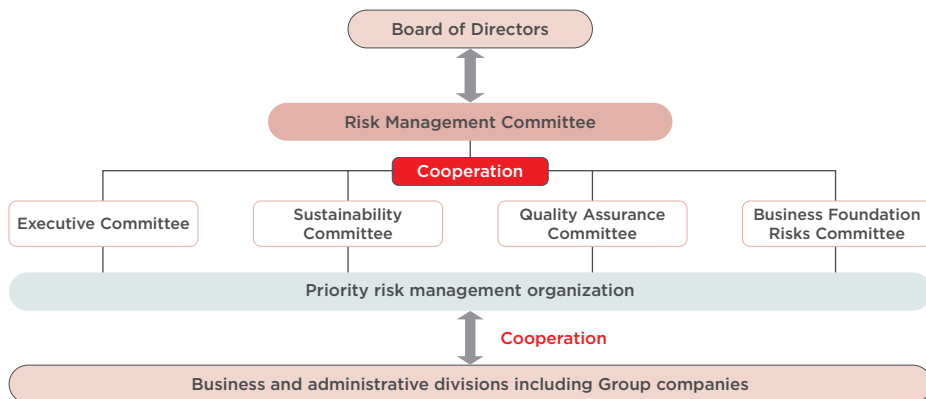 Board of Directors
Risk Management Committee
Cooperation
Executive Committee
Sustainability
Committee
Quality Assurance
Committee
Business Foundation
Risks Committee
Priority risk management organization
Cooperation
Business and administrative divisions including Group companies